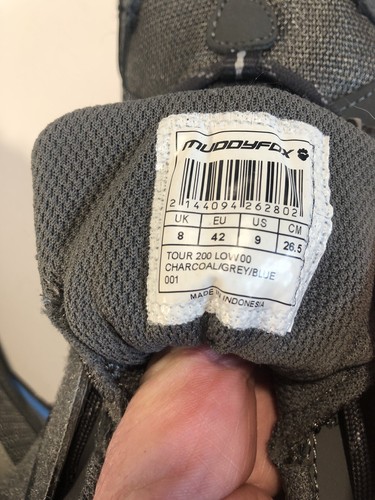 MUDDYFOX
2 144094 262802
UK EU US CM
8 42 9 26.5
TOUR 200 LOW00
CHARCOAL/GREY/BLUE
001
MADE IN INDONESIA